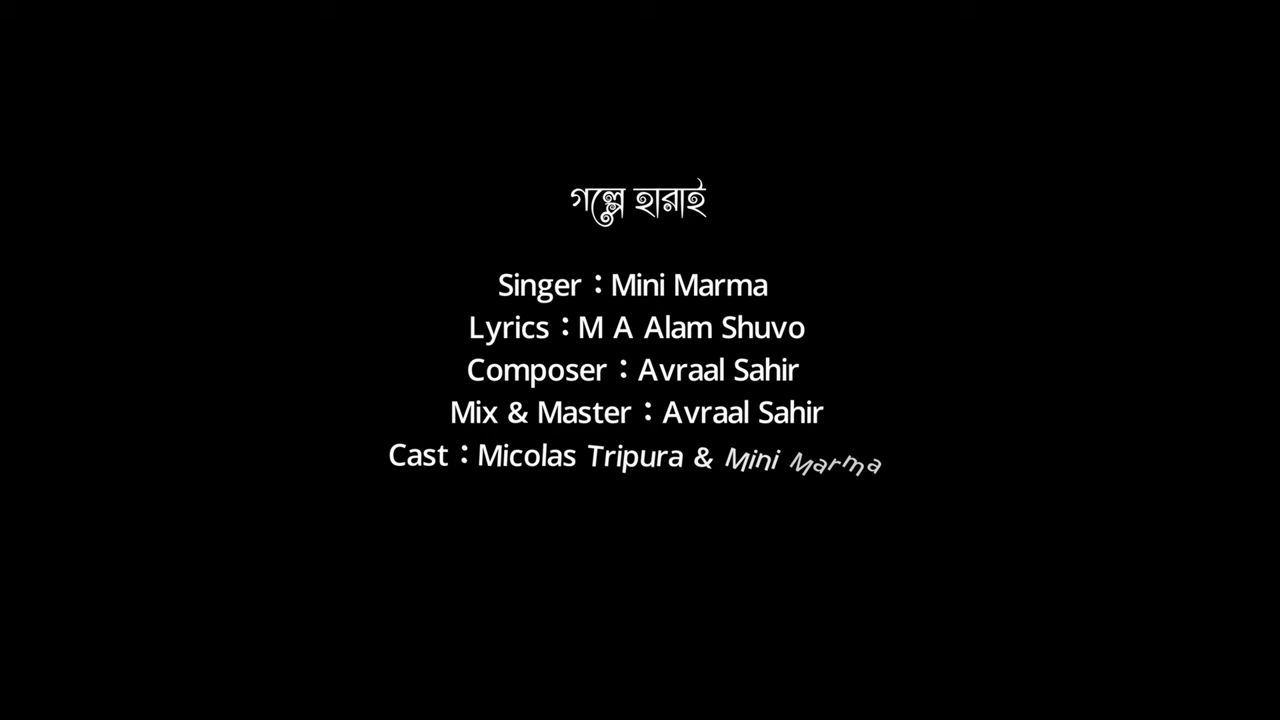 গল্পে হারাই
Singer : Mini Marma
Lyrics : M A Alam Shuvo
Composer : Avraal Sahir
Mix & Master : Avraal Sahir
Cast : Micolas Tripura & Mini Marma